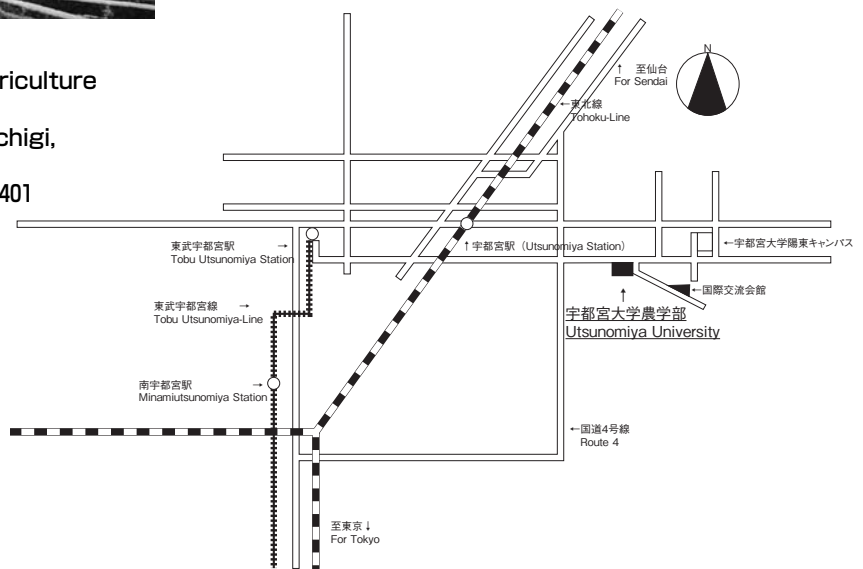 riculture
chigi,
401
N
↑ 至仙台
For Sendai
←東北線
Tohoku-Line
東武宇都宮駅 →
Tobu Utsunomiya Station
↑宇都宮駅（Utsunomiya Station）
←宇都宮大学陽東キャンパス
←国際交流会館
東武宇都宮線 →
Tobu Utsunomiya-Line
↑
宇都宮大学農学部
Utsunomiya University
南宇都宮駅 →
Minamiutsunomiya Station
←国道4号線
Route 4
至東京↓
For Tokyo